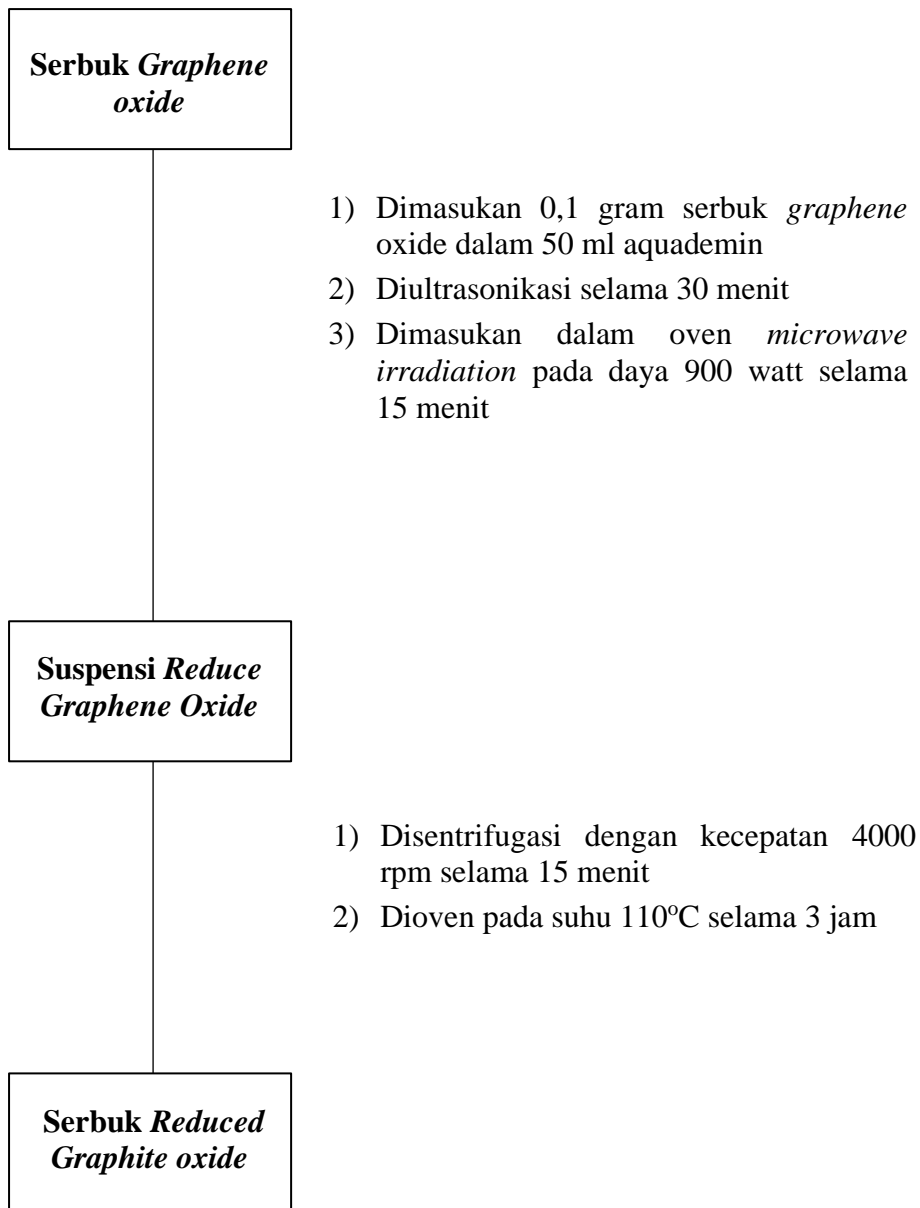 Serbuk Graphene
oxide
1) Dimasukan 0,1 gram serbuk graphene
oxide dalam 50 ml aquademin
2) Diultrasonikasi selama 30 menit
3) Dimasukan dalam oven microwave
irradiation pada daya 900 watt selama
15 menit
Suspensi Reduce
Graphene Oxide
1) Disentrifugasi dengan kecepatan 4000
rpm selama 15 menit
2) Dioven pada suhu 110°C selama 3 jam
Serbuk Reduced
Graphite oxide